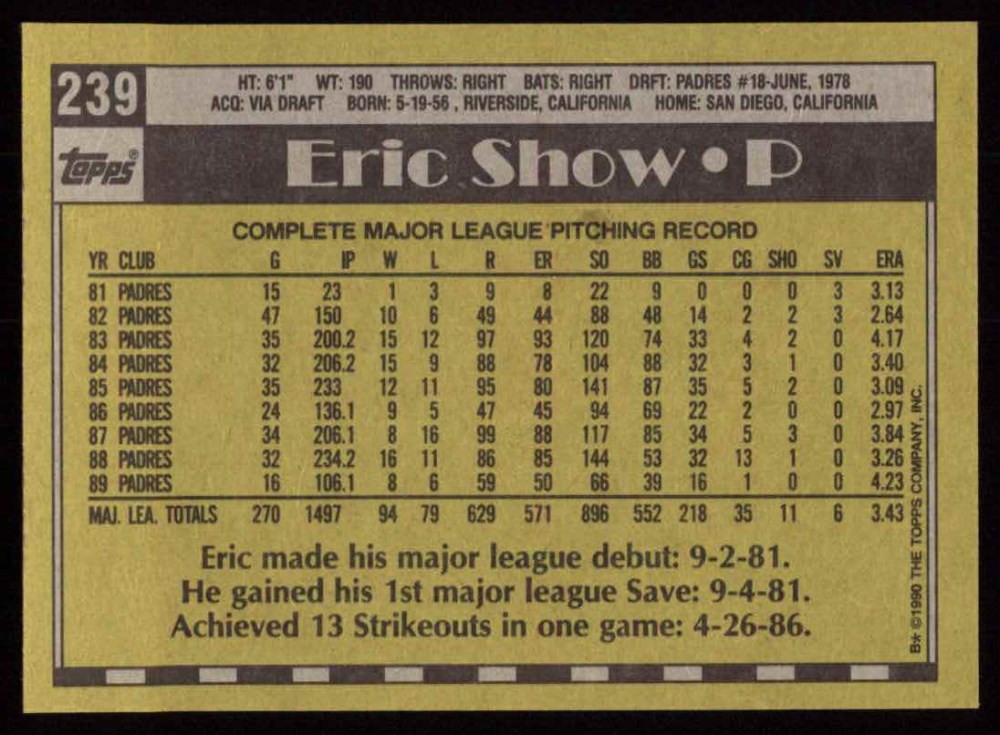 239
HT: 6'1" WT: 190 THROWS: RIGHT BATS: RIGHT DRFT: PADRES #18-JUNE, 1978
ACQ: VIA DRAFT BORN: 5-19-56 , RIVERSIDE, CALIFORNIA HOME: SAN DIEGO, CALIFORNIA
topps®
Eric Show • P
COMPLETE MAJOR LEAGUE PITCHING RECORD
YR CLUB G IP W L R ER SO BB GS CG SHO SV ERA
81 PADRES 15 23 1 3 9 8 22 9 0 0 0 3 3.13
82 PADRES 47 150 10 6 49 44 88 48 14 2 2 3 2.64
83 PADRES 35 200.2 15 12 97 93 120 74 33 4 2 0 4.17
84 PADRES 32 206.2 15 9 88 78 104 88 32 3 1 0 3.40
85 PADRES 35 233 12 11 95 80 141 87 35 5 2 0 3.09
86 PADRES 24 136.1 9 5 47 45 94 69 22 2 0 0 2.97
87 PADRES 34 206.1 8 16 99 88 117 85 34 5 3 0 3.84
88 PADRES 32 234.2 16 11 86 85 144 53 32 13 1 0 3.26
89 PADRES 16 106.1 8 6 59 50 66 39 16 1 0 0 4.23
MAJ. LEA. TOTALS 270 1497 94 79 629 571 896 552 218 35 11 6 3.43
Eric made his major league debut: 9-2-81.
He gained his 1st major league Save: 9-4-81.
Achieved 13 Strikeouts in one game: 4-26-86.
B* ©1990 THE TOPPS COMPANY, INC.